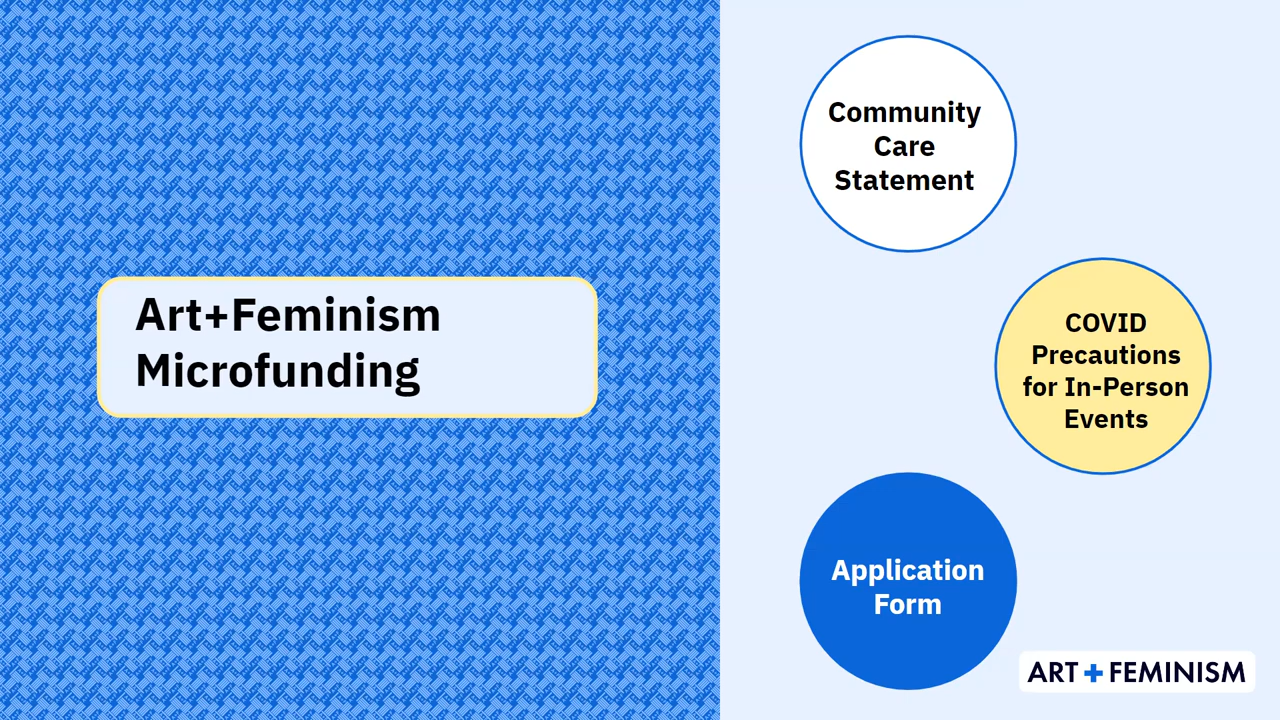 Art+Feminism
Microfunding
Community
Care
Statement
COVID
Precautions
for In-Person
Events
Application
Form
ART+FEMINISM